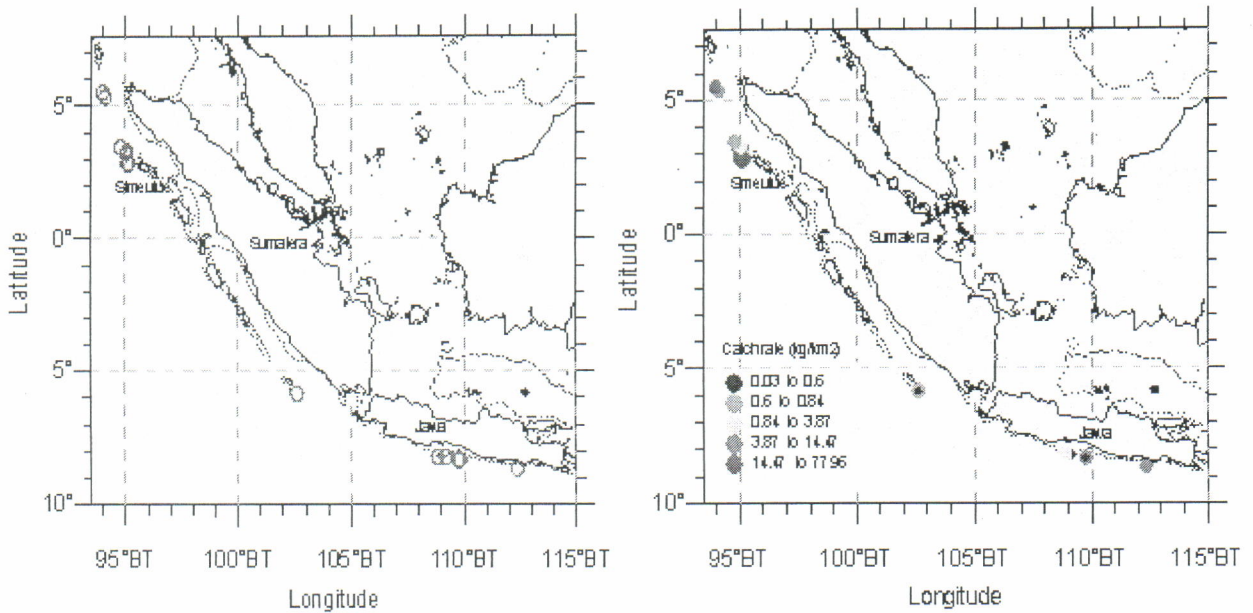 5°
0°
5°
10°
Latitude
95°BT 100°BT 105°BT 110°BT 115°BT
Longitude
Simeulue
Sumatera
Jawa
5°
0°
5°
10°
Latitude
95°BT 100°BT 105°BT 110°BT 115°BT
Longitude
Simeulue
Sumatera
Jawa
Catchrate (kg/km2)
0.03 to 0.6
0.6 to 0.84
0.84 to 3.87
3.87 to 14.47
14.47 to 77.96